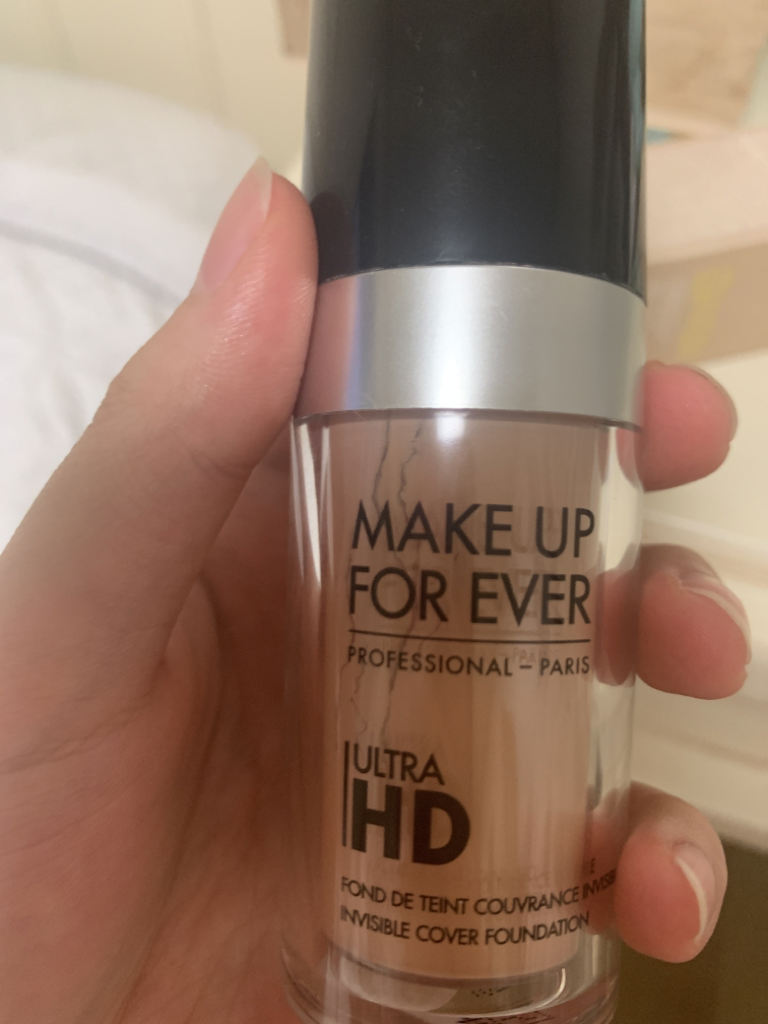 MAKE UP
FOR EVER
PROFESSIONAL – PARIS
ULTRA
HD
FOND DE TEINT COUVRANCE
INVISIBLE COVER FOUNDATION